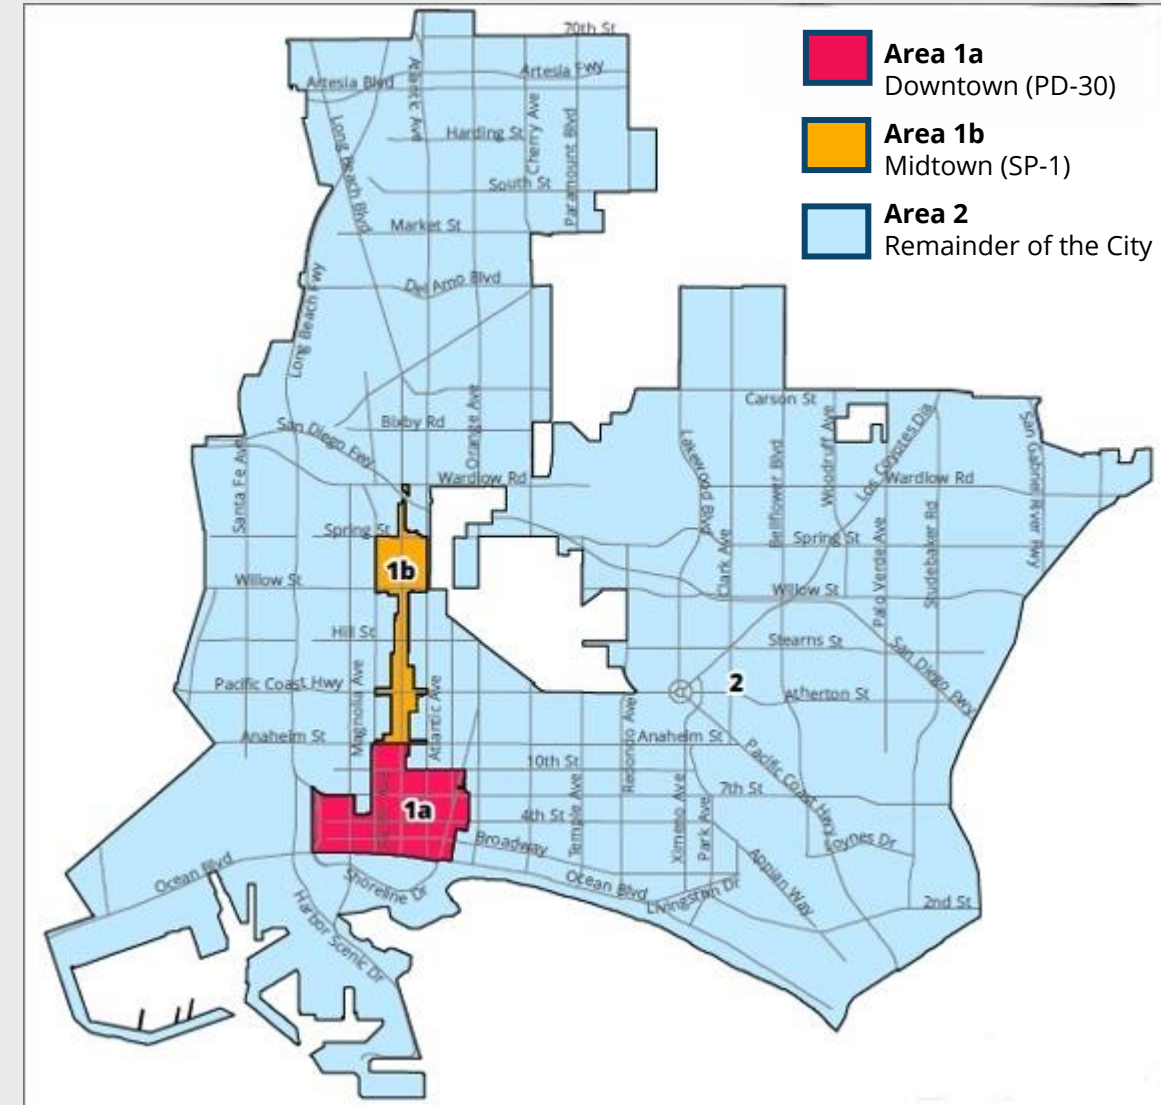 Area 1a
Downtown (PD-30)
Area 1b
Midtown (SP-1)
Area 2
Remainder of the City
70th St
Artesia Blvd
Atlantic Ave
Artesia Fwy
Long Beach Blvd
Harding St
Cherry Ave
Paramount Blvd
South St
Market St
Del Amo Blvd
Long Beach Fwy
Carson St
San Diego Fwy
Bixby Rd
Orange Ave
Santa Fe Ave
Wardlow Rd
Lakewood Blvd
Bellflower Blvd
Woodruff Ave
Los Coyotes Dia
Wardlow Rd
San Gabriel River Fwy
Spring St
1b
Clark Ave
Spring St
Palo Verde Ave
Studebaker Rd
Willow St
Willow St
Hill St
Stearns St
San Diego Fwy
Pacific Coast Hwy
Magnolia Ave
Atlantic Ave
2
Atherton St
Anaheim St
Redondo Ave
Anaheim St
Pacific Coast Hwy
10th St
1a
Temple Ave
Ximeno Ave
Park Ave
7th St
4th St
Broadway
Loynes Dr
Ocean Blvd
Shoreline Dr
Ocean Blvd
Livingston Dr
Appian Way
2nd St
Harbor Scenic Dr